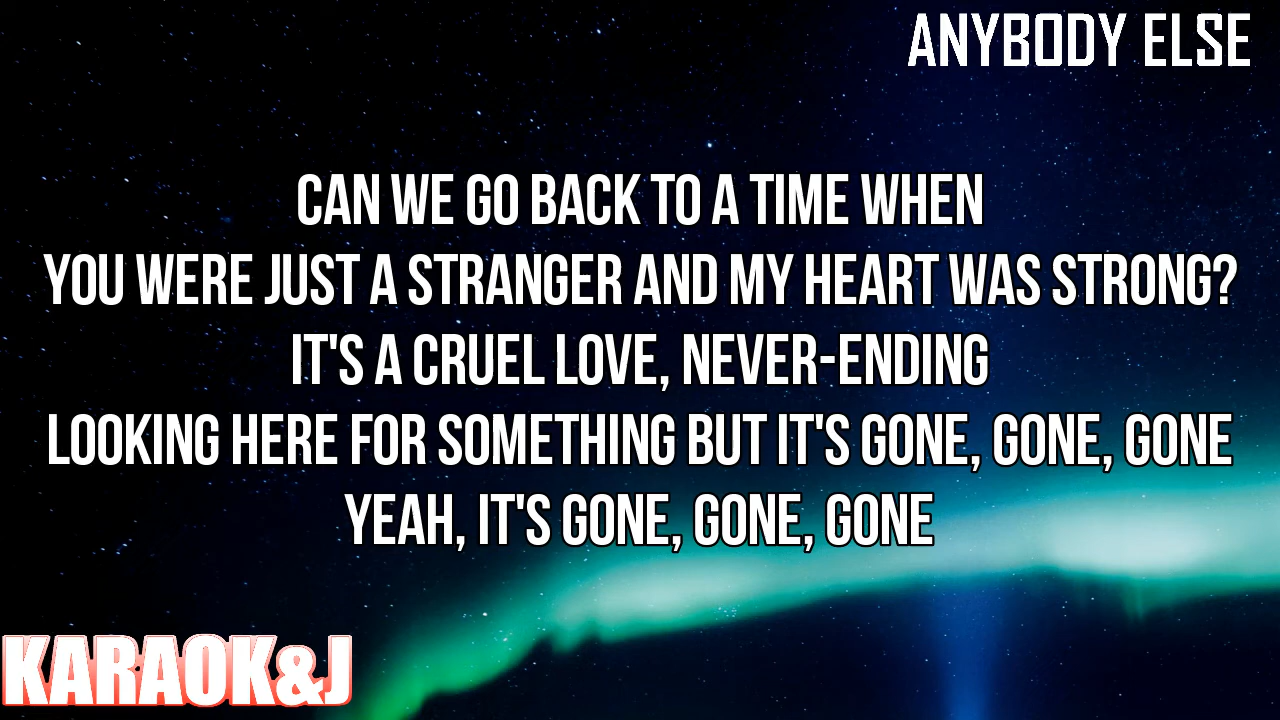 ANYBODY ELSE
CAN WE GO BACK TO A TIME WHEN
YOU WERE JUST A STRANGER AND MY HEART WAS STRONG?
IT'S A CRUEL LOVE, NEVER-ENDING
LOOKING HERE FOR SOMETHING BUT IT'S GONE, GONE, GONE
YEAH, IT'S GONE, GONE, GONE
KARAOK&J